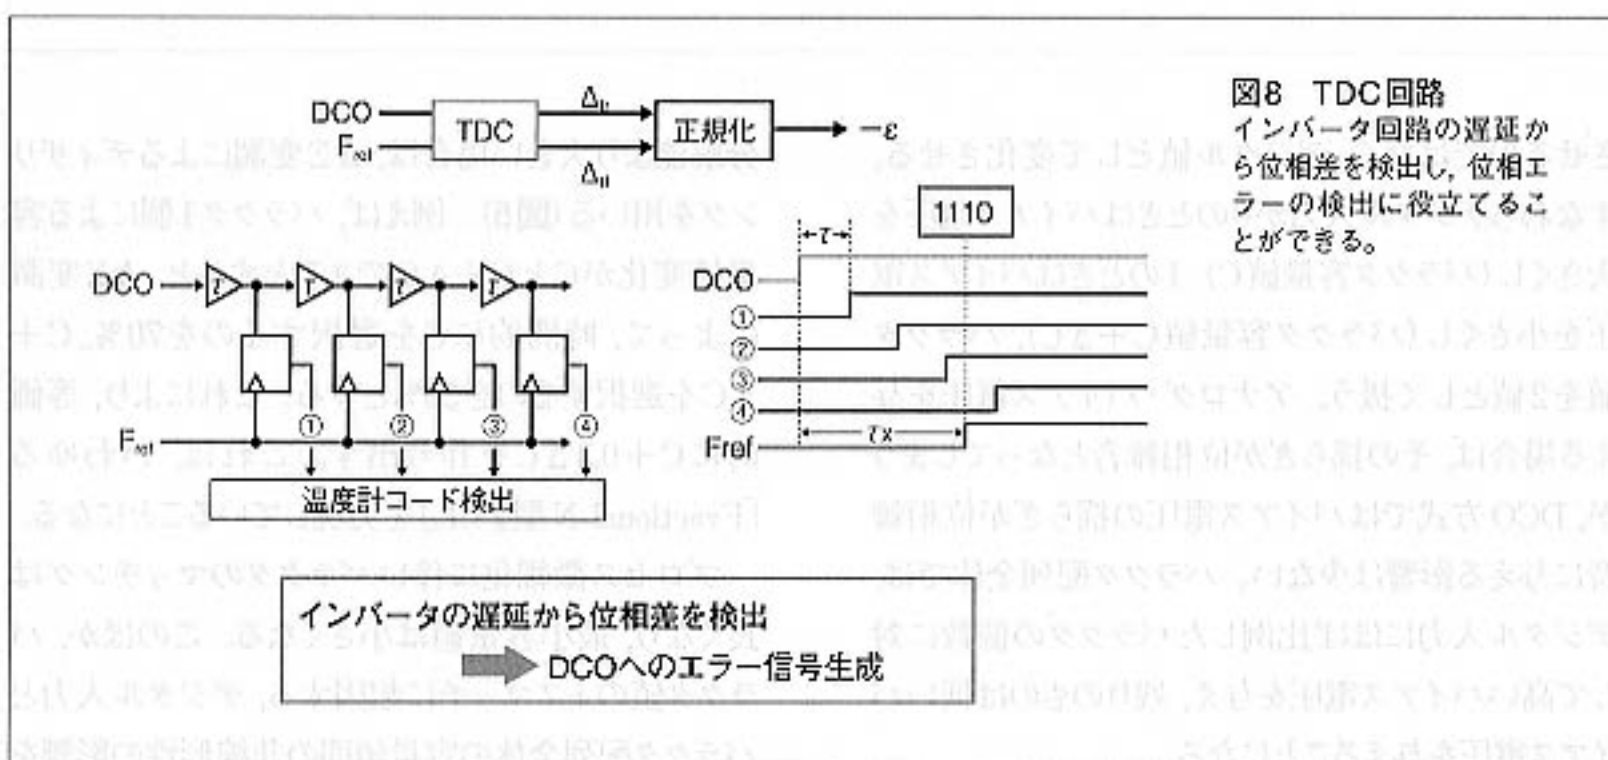 図8 TDC回路
インバータ回路の遅延か
ら位相差を検出し,位相エ
ラーの検出に役立てるこ
とができる。
DCO
Fref
TDC
Δtr
正規化
-ε
1110
DCO
τ
τ
τ
τ
①
②
③
④
Fref
温度計コード検出
τ
DCO
①
②
③
④
τx
Fref
インバータの遅延から位相差を検出
DCOへのエラー信号生成